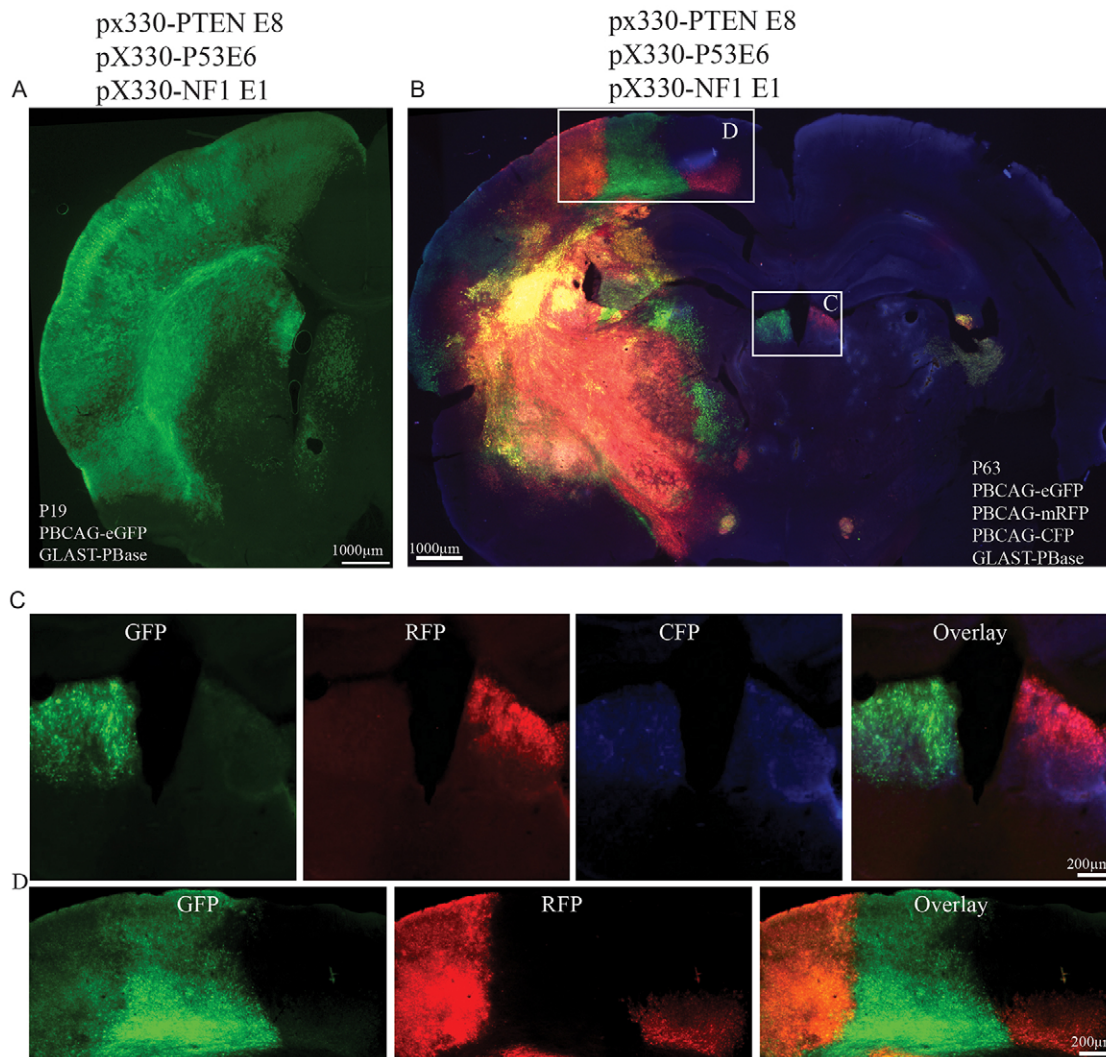 px330-PTEN E8
pX330-P53E6
pX330-NF1 E1
px330-PTEN E8
pX330-P53E6
pX330-NF1 E1
A
B
D
C
P19
PBCAG-eGFP
GLAST-PBase
1000µm
1000µm
P63
PBCAG-eGFP
PBCAG-mRFP
PBCAG-CFP
GLAST-PBase
C
GFP
RFP
CFP
Overlay
200µm
D
GFP
RFP
Overlay
200µm